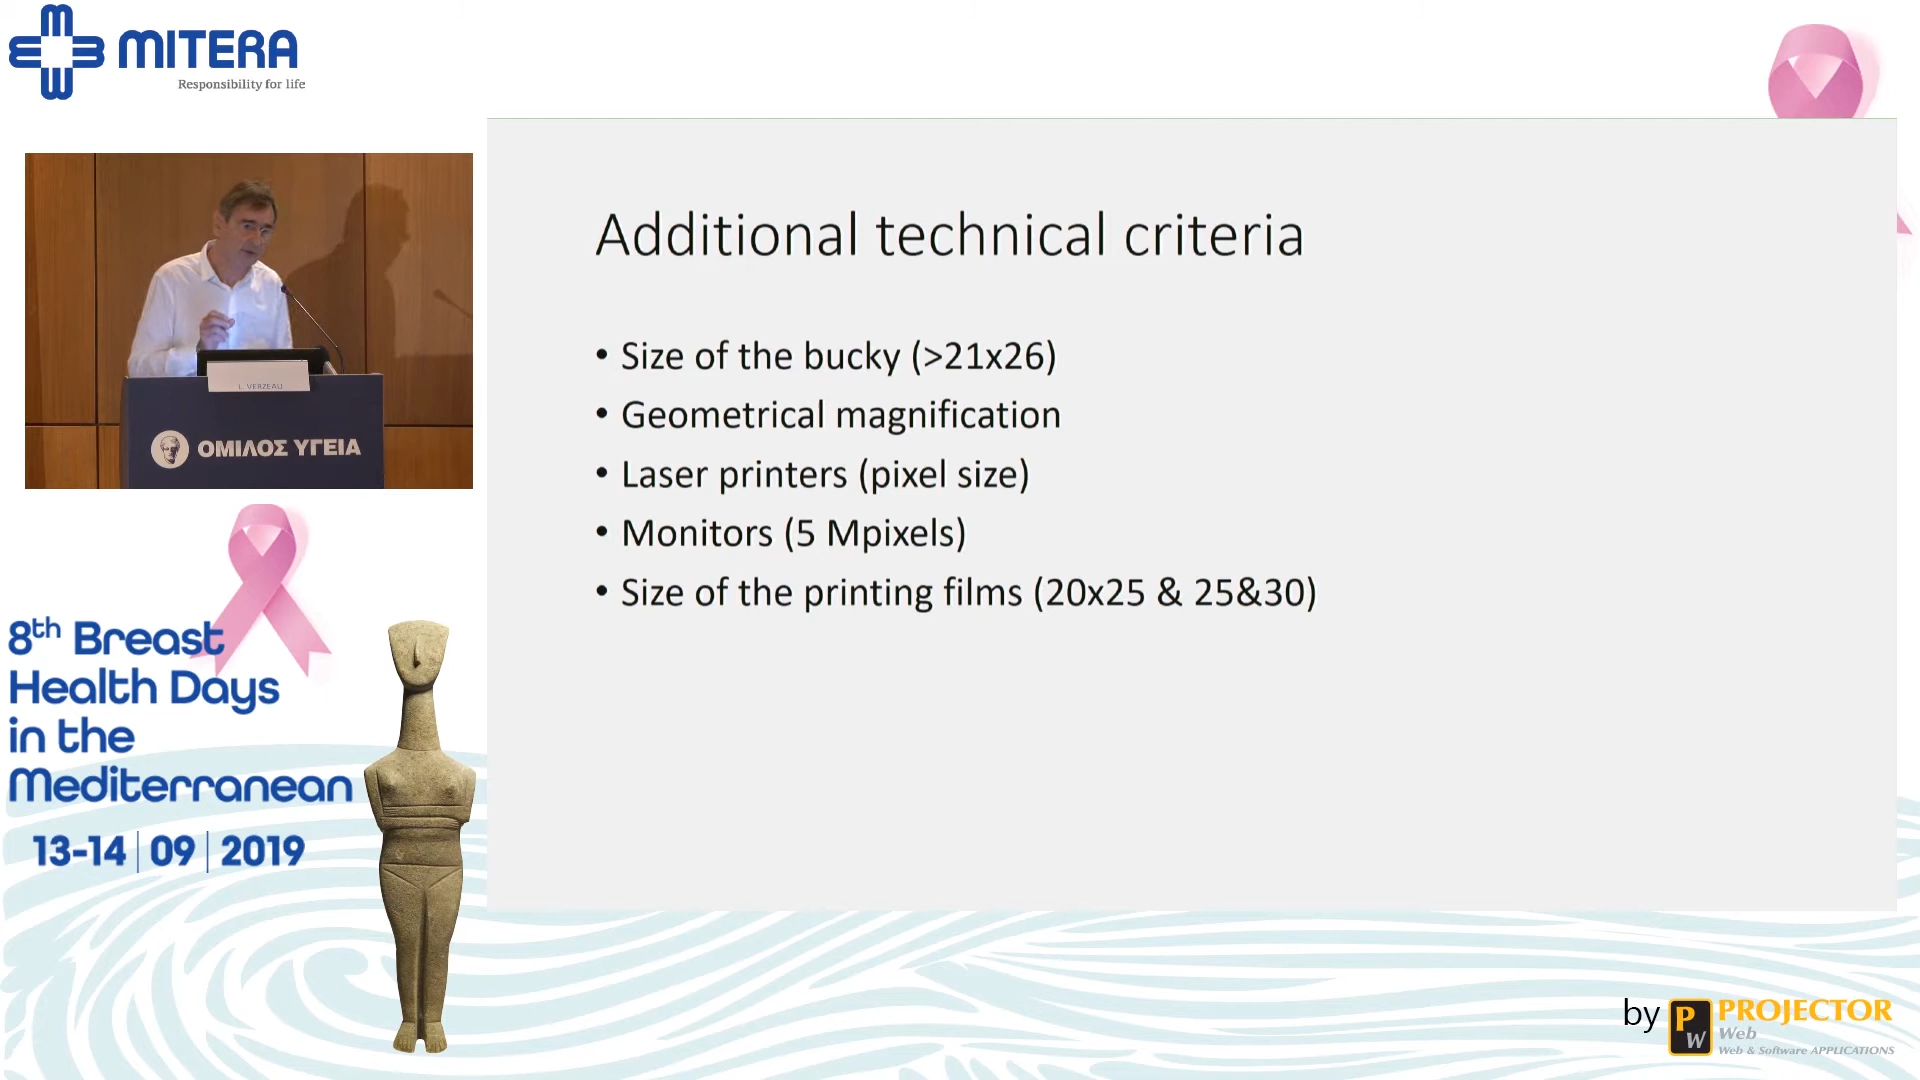 MITERA
Responsibility for life
L. VERZEAU
ΟΜΙΛΟΣ ΥΓΕΙΑ
8th Breast
Health Days
in the
Mediterranean
13-14 | 09 | 2019
Additional technical criteria
• Size of the bucky (>21x26)
• Geometrical magnification
• Laser printers (pixel size)
• Monitors (5 Mpixels)
• Size of the printing films (20x25 & 25&30)
by PW PROJECTOR
Web
Web & Software APPLICATIONS